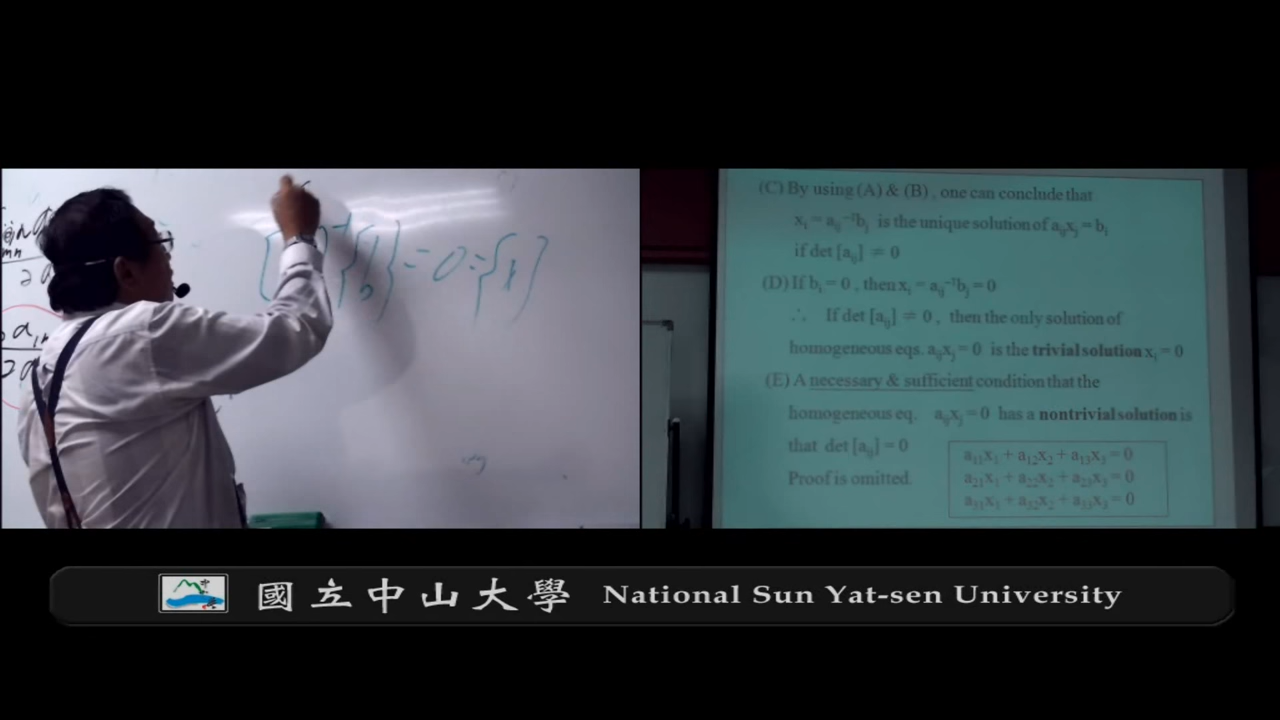 = 0 =
(C) By using (A) & (B), one can conclude that
xᵢ = aᵢⱼ⁻¹bⱼ is the unique solution of aᵢⱼxⱼ = bᵢ
if det [aᵢⱼ] ≠ 0
(D) If bᵢ = 0, then xᵢ = aᵢⱼ⁻¹bⱼ = 0
∴ If det [aᵢⱼ] ≠ 0, then the only solution of
homogeneous eqs. aᵢⱼxⱼ = 0 is the trivial solution xᵢ = 0
(E) A necessary & sufficient condition that the
homogeneous eq. aᵢⱼxⱼ = 0 has a nontrivial solution is
that det [aᵢⱼ] = 0
Proof is omitted.
a₁₁x₁ + a₁₂x₂ + a₁₃x₃ = 0
a₂₁x₁ + a₂₂x₂ + a₂₃x₃ = 0
a₃₁x₁ + a₃₂x₂ + a₃₃x₃ = 0
國立中山大學 National Sun Yat-sen University